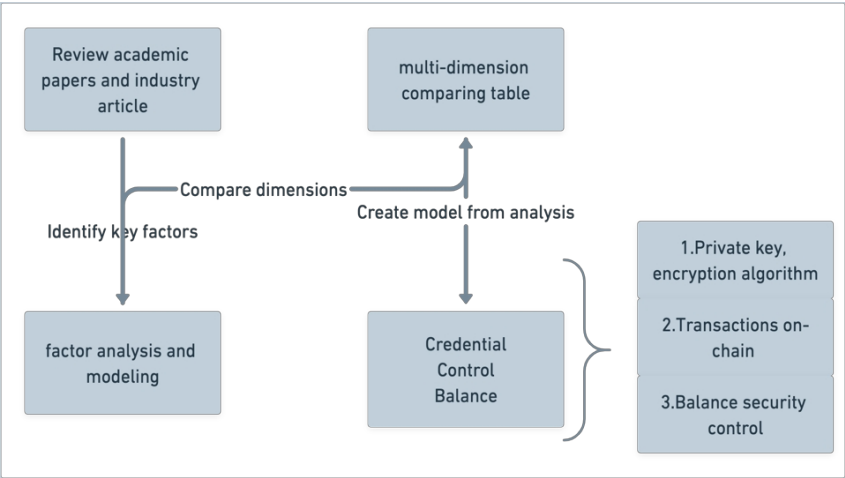 Review academic
papers and industry
article
multi-dimension
comparing table
Compare dimensions
Create model from analysis
Identify key factors
1.Private key,
encryption algorithm
2.Transactions on-
chain
3.Balance security
control
factor analysis and
modeling
Credential
Control
Balance